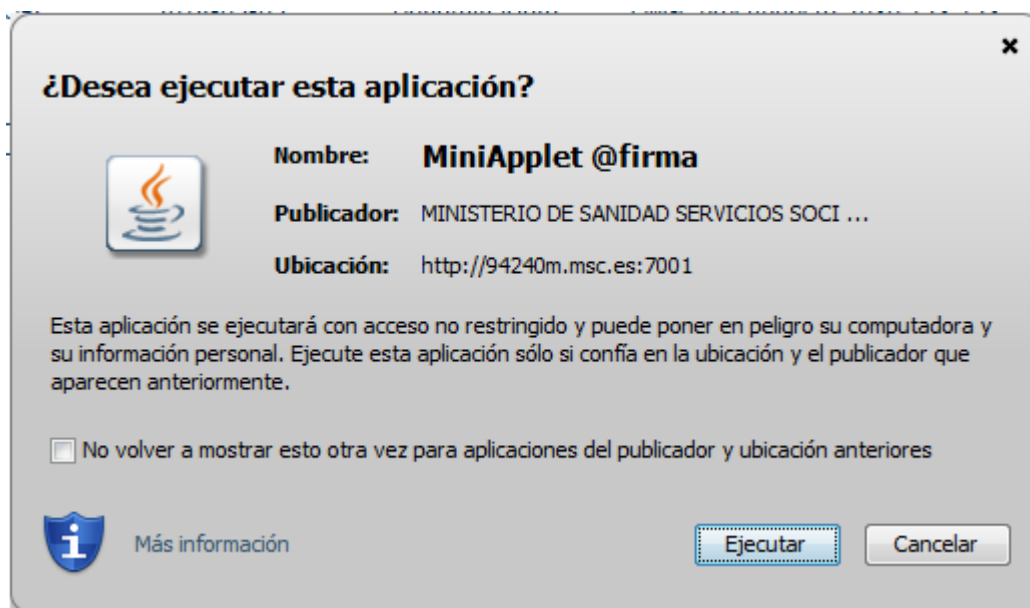 ¿Desea ejecutar esta aplicación?
Nombre: MiniApplet @firma
Publicador: MINISTERIO DE SANIDAD SERVICIOS SOCI ...
Ubicación: http://94240m.msc.es:7001
Esta aplicación se ejecutará con acceso no restringido y puede poner en peligro su computadora y
su información personal. Ejecute esta aplicación sólo si confía en la ubicación y el publicador que
aparecen anteriormente.
No volver a mostrar esto otra vez para aplicaciones del publicador y ubicación anteriores
Más información
Ejecutar
Cancelar